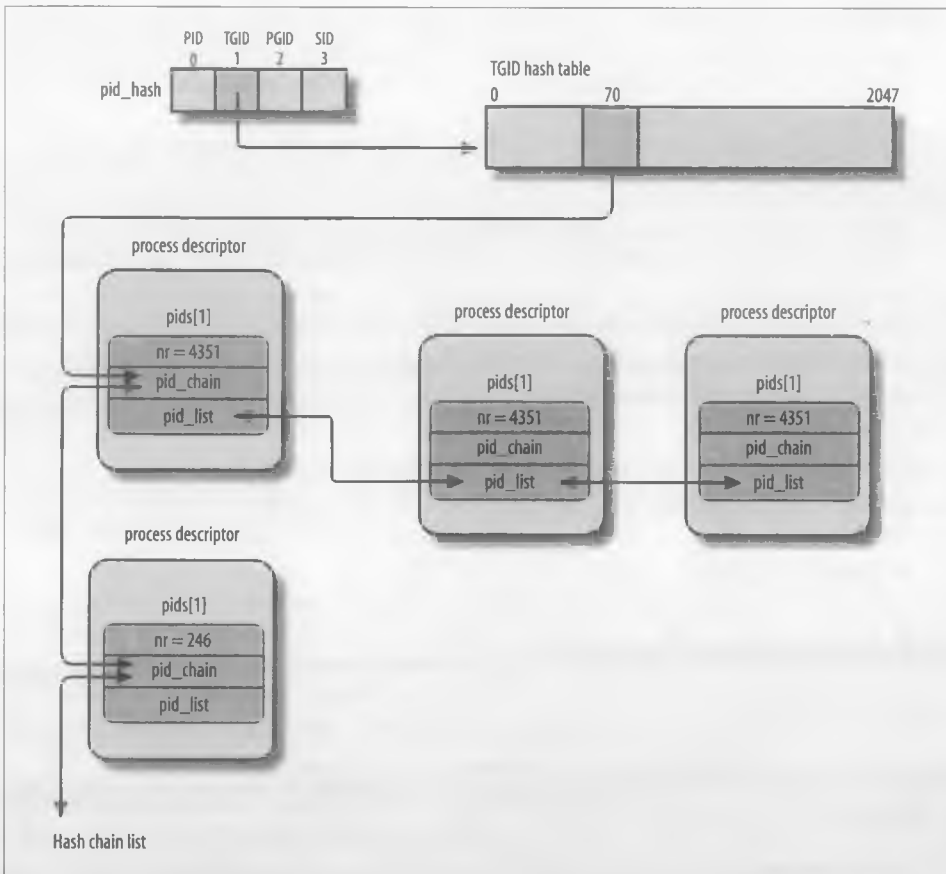 PID TGID PGID SID
0 1 2 3
pid_hash
TGID hash table
0 70 2047
process descriptor
pids[1]
nr = 4351
pid_chain
pid_list
process descriptor
pids[1]
nr = 4351
pid_chain
pid_list
process descriptor
pids[1]
nr = 4351
pid_chain
pid_list
process descriptor
pids[1]
nr = 246
pid_chain
pid_list
Hash chain list